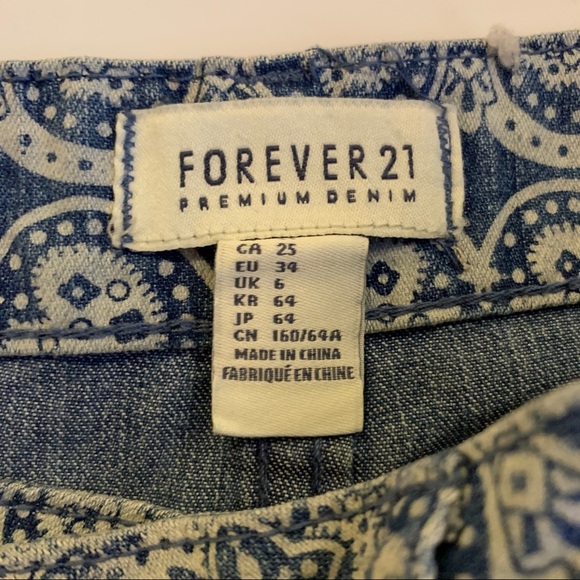 FOREVER 21
PREMIUM DENIM
CA 25
EU 34
UK 6
KR 64
JP 64
CN 160/64A
MADE IN CHINA
FABRIQUÉ EN CHINE